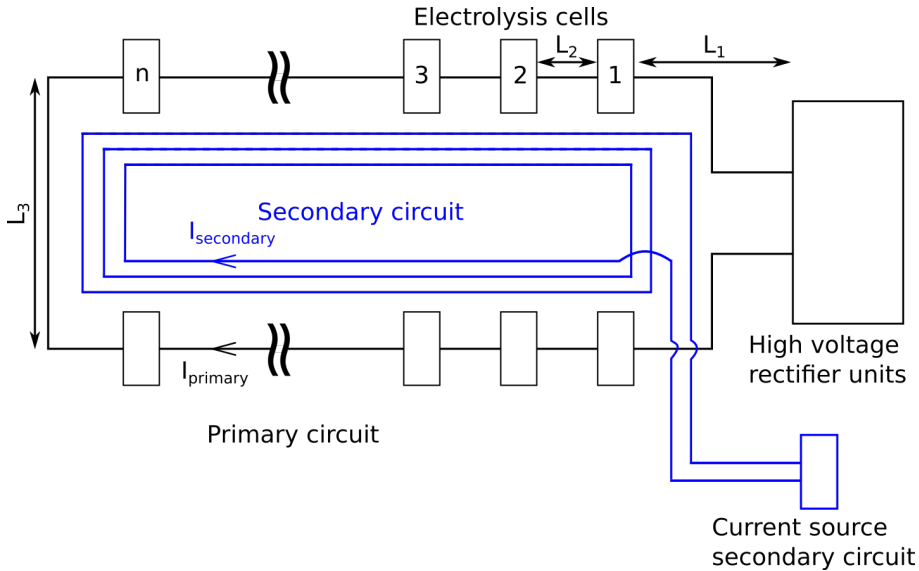 Electrolysis cells
L2
L1
n
3
2
1
L3
Secondary circuit
Isecondary
Iprimary
High voltage
rectifier units
Primary circuit
Current source
secondary circuit